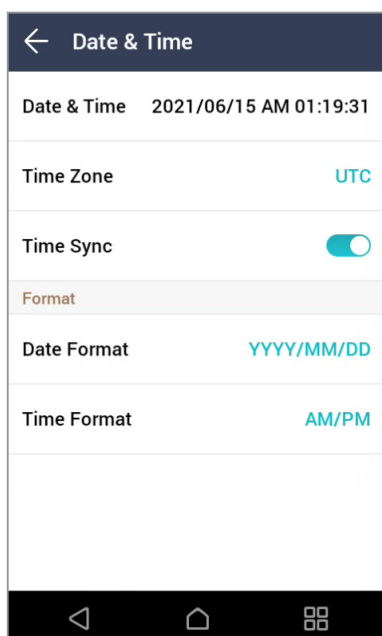 Date & Time
Date & Time 2021/06/15 AM 01:19:31
Time Zone UTC
Time Sync
Format
Date Format YYYY/MM/DD
Time Format AM/PM